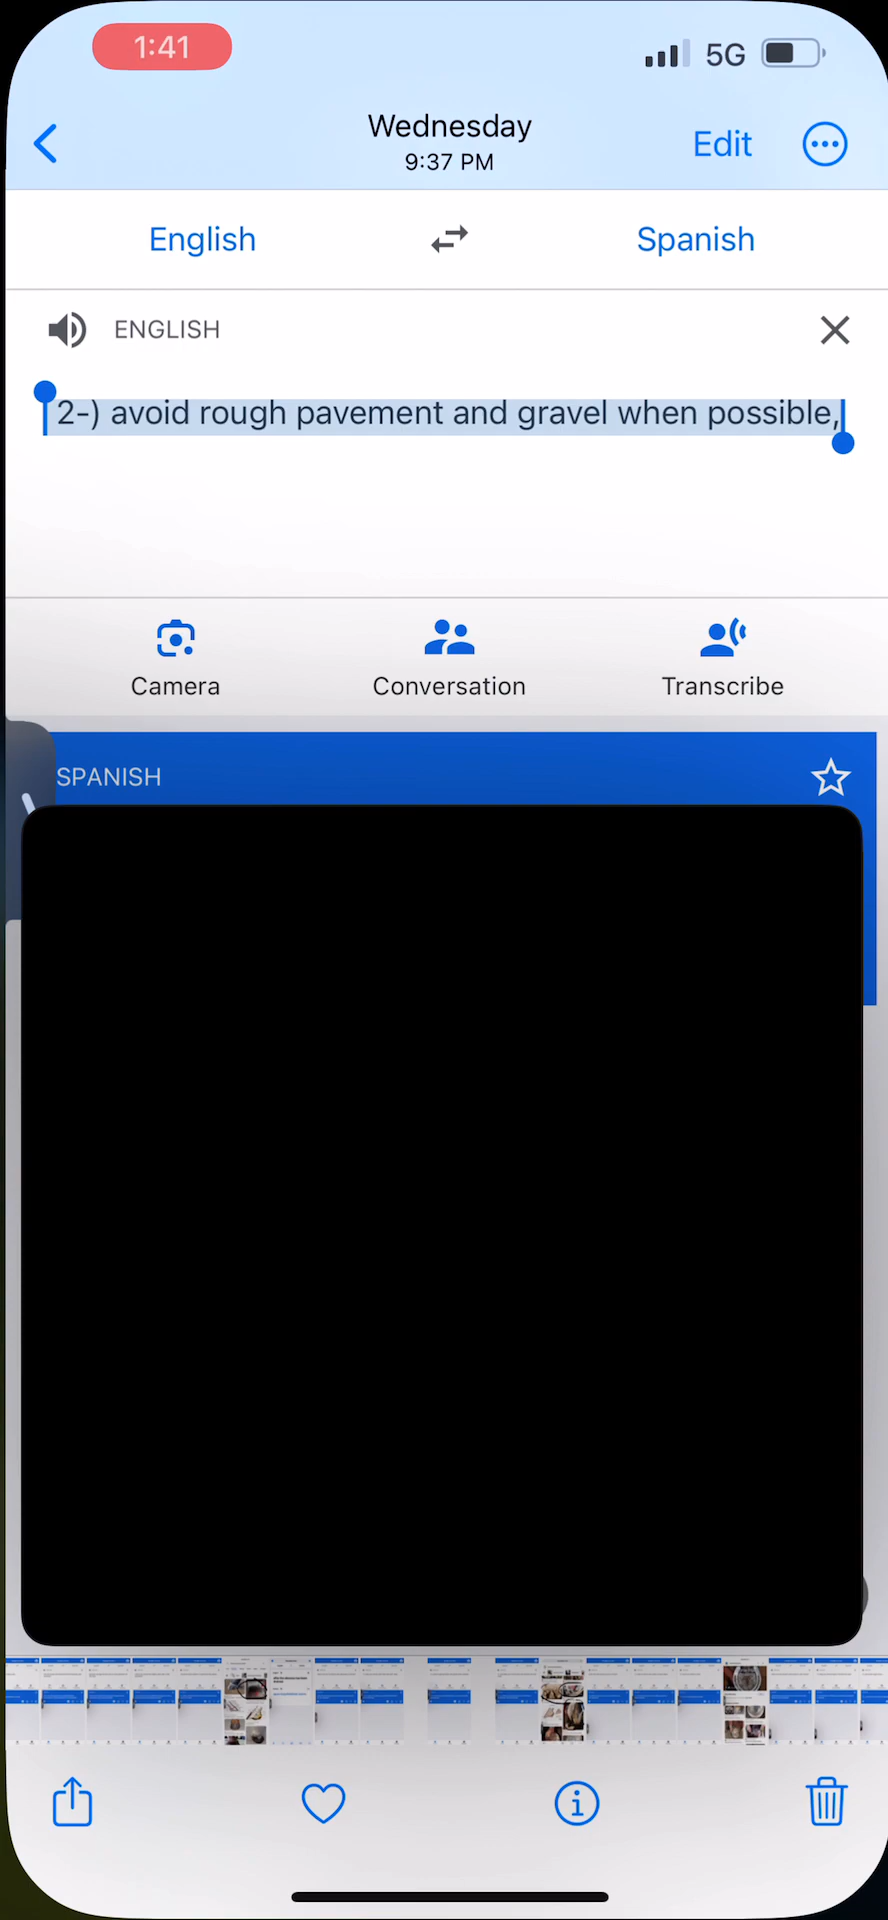 1:41
5G
Wednesday
9:37 PM
Edit
English
Spanish
ENGLISH
2-) avoid rough pavement and gravel when possible,
Camera
Conversation
Transcribe
SPANISH